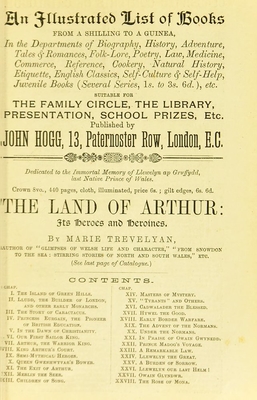 An Illustrated List of Books
FROM A SHILLING TO A GUINEA,
In the Departments of Biography, History, Adventure,
Tales & Romances, Folk-Lore, Poetry, Law, Medicine,
Commerce, Reference, Cookery, Natural History,
Etiquette, English Classics, Self-Culture & Self-Help,
Juvenile Books (Several Series, 1s. to 3s. 6d.), etc.
SUITABLE FOR
THE FAMILY CIRCLE, THE LIBRARY,
PRESENTATION, SCHOOL PRIZES, Etc.
Published by
JOHN HOGG, 13, Paternoster Row, London, E.C.
Dedicated to the Immortal Memory of Llewelyn ap Gruffydd,
last Native Prince of Wales.
Crown 8vo., 440 pages, cloth, illuminated, price 6s.; gilt edges, 6s. 6d.
THE LAND OF ARTHUR:
Its Heroes and Heroines.
BY MARIE TREVELYAN,
AUTHOR OF "GLIMPSES OF WELSH LIFE AND CHARACTER," "FROM SNOWDON
TO THE SEA: STIRRING STORIES OF NORTH AND SOUTH WALES," ETC.
(See last page of Catalogue.)
CONTENTS.
CHAP.
I. THE ISLAND OF GREEN HILLS.
II. LLUDD, THE BUILDER OF LONDON,
AND OTHER EARLY MONARCHS.
III. THE STORY OF CARACTACUS.
IV. PRINCESS EURGAIN, THE PIONEER
OF BRITISH EDUCATION.
V. IN THE DAWN OF CHRISTIANITY.
VI. OUR FIRST SAILOR KING.
VII. ARTHUR, THE WARRIOR KING.
VIII. KING ARTHUR'S COURT.
IX. SEMI-MYTHICAL HEROES.
X. QUEEN GWENHWYVAR'S BOWER.
XI. THE EXIT OF ARTHUR.
XII. MERLIN THE SEER.
XIII. CHILDREN OF SONG.
CHAP.
XIV. MASTERS OF MYSTERY.
XV. "TYRANTS" AND OTHERS.
XVI. CADWALADER THE BLESSED.
XVII. HYWEL THE GOOD.
XVIII. EARLY BORDER WARFARE.
XIX. THE ADVENT OF THE NORMANS.
XX. UNDER THE NORMANS.
XXI. IN PRAISE OF OWAIN GWYNEDD.
XXII. PRINCE MADOG'S VOYAGE.
XXIII. A REMARKABLE LAW.
XXIV. LLEWELYN THE GREAT.
XXV. A BURDEN OF SORROW.
XXVI. LLEWELYN OUR LAST HELM!
XXVII. OWAIN GLYNDWR.
XXVIII. THE ROSE OF MONA.